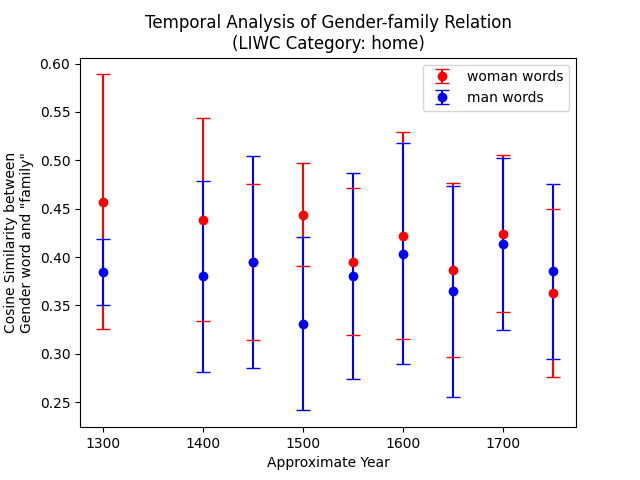 Temporal Analysis of Gender-family Relation
(LIWC Category: home)
woman words
man words
Cosine Similarity between
Gender word and "family"
0.60
0.55
0.50
0.45
0.40
0.35
0.30
0.25
1300
1400
1500
1600
1700
Approximate Year